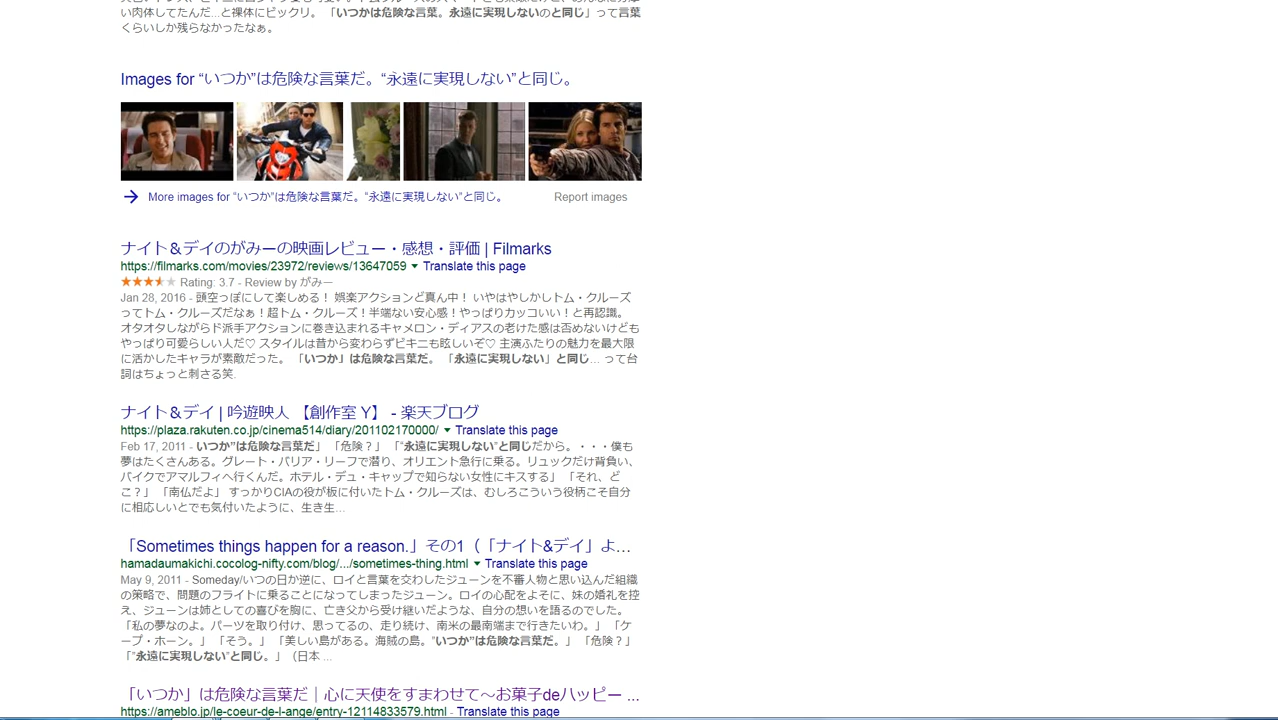 い肉体してたんだ...と裸体にビックリ。 「いつかは危険な言葉。永遠に実現しないのと同じ」って言葉
くらいしか残らなかったなぁ。
Images for “いつか”は危険な言葉だ。“永遠に実現しない”と同じ。
More images for “いつか”は危険な言葉だ。“永遠に実現しない”と同じ。
Report images
ナイト＆デイのがみーの映画レビュー・感想・評価 | Filmarks
https://filmarks.com/movies/23972/reviews/13647059 Translate this page
Rating: 3.7 - Review by がみー
Jan 28, 2016 - 頭空っぽにして楽しめる！ 娯楽アクションど真ん中！ いやはやしかしトム・クルーズ
ってトム・クルーズだなぁ！超トム・クルーズ！半端ない安心感！やっぱりカッコいい！と再認識。
オタオタしながらド派手アクションに巻き込まれるキャメロン・ディアスの老けた感は否めないけども
やっぱり可愛らしい人だ♡ スタイルは昔から変わらずビキニも眩しいぞ♡ 主演ふたりの魅力を最大限
に活かしたキャラが素敵だった。 「いつか」は危険な言葉だ。 「永遠に実現しない」と同じ... って台
詞はちょっと刺さる笑.
ナイト＆デイ | 吟遊映人 【創作室 Y】 - 楽天ブログ
https://plaza.rakuten.co.jp/cinema514/diary/201102170000/ Translate this page
Feb 17, 2011 - いつか”は危険な言葉だ」 「危険？」 「“永遠に実現しない”と同じだから。・・・僕も
夢はたくさんある。グレート・バリア・リーフで潜り、オリエント急行に乗る。リュックだけ背負い、
バイクでアマルフィへ行くんだ。ホテル・デュ・キャップで知らない女性にキスする」 「それ、ど
こ？」 「南仏だよ」 すっかりCIAの役が板に付いたトム・クルーズは、むしろこういう役柄こそ自分
に相応しいとでも気付いたように、生き生...
「Sometimes things happen for a reason.」その1（「ナイト&デイ」よ...
hamadaumakichi.cocolog-nifty.com/blog/.../sometimes-thing.html Translate this page
May 9, 2011 - Someday/いつの日か逆に、ロイと言葉を交わしたジューンを不審人物と思い込んだ組織
の策略で、問題のフライトに乗ることになってしまったジューン。ロイの心配をよそに、妹の婚礼を控
え、ジューンは姉としての喜びを胸に、亡き父から受け継いだような、自分の想いを語るのでした。
「私の夢なのよ。パーツを取り付け、思ってるの、走り続け、南米の最南端まで行きたいわ。」 「ケ
ープ・ホーン。」 「そう。」 「美しい島がある。海賊の島。”いつか”は危険な言葉だ。」 「危険？」
「“永遠に実現しない”と同じ。」（日本 ...
「いつか」は危険な言葉だ｜心に天使をすまわせて〜お菓子deハッピー ...
https://ameblo.jp/le-coeur-de-l-ange/entry-12114833579.html - Translate this page